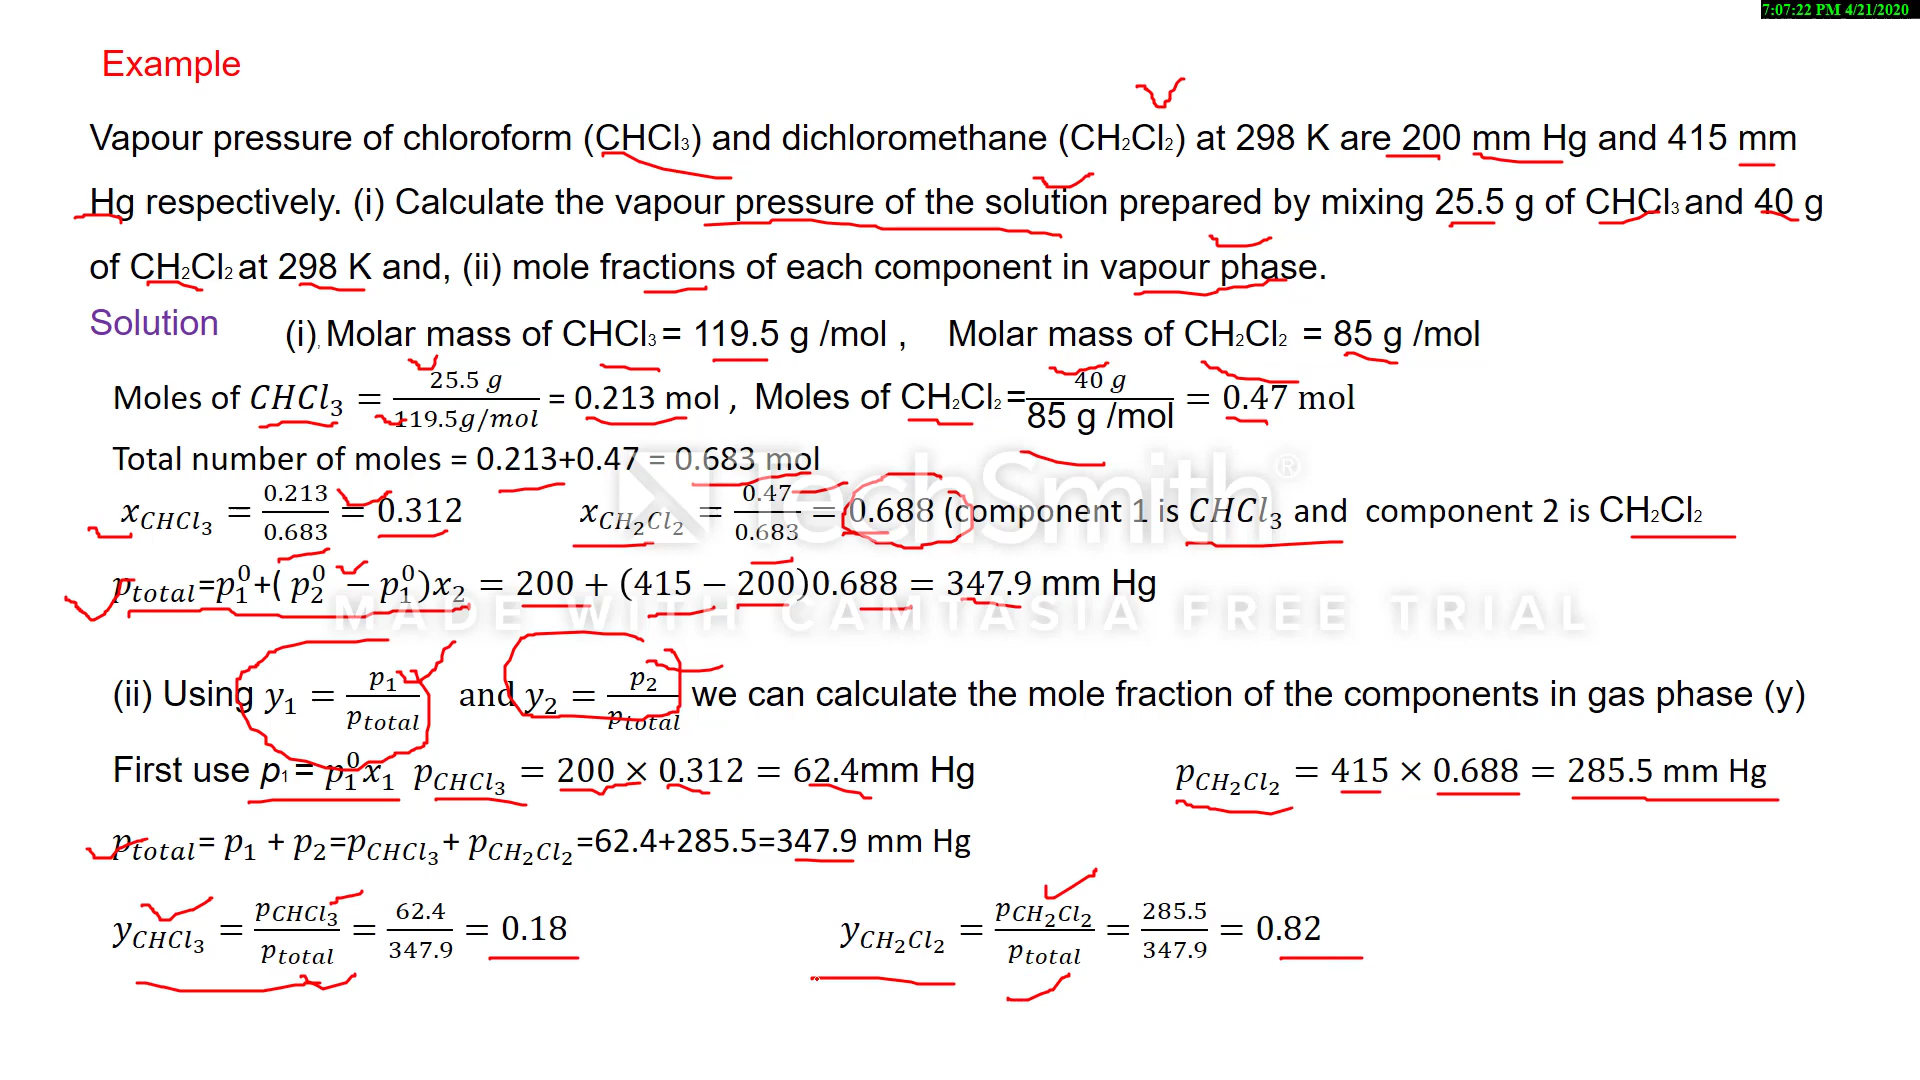 7:07:22 PM 4/21/2020
Example
Vapour pressure of chloroform (CHCl₃) and dichloromethane (CH₂Cl₂) at 298 K are 200 mm Hg and 415 mm
Hg respectively. (i) Calculate the vapour pressure of the solution prepared by mixing 25.5 g of CHCl₃ and 40 g
of CH₂Cl₂ at 298 K and, (ii) mole fractions of each component in vapour phase.
Solution (i). Molar mass of CHCl₃ = 119.5 g /mol , Molar mass of CH₂Cl₂ = 85 g /mol
Moles of CHCl₃ = 25.5 g / 119.5g/mol = 0.213 mol , Moles of CH₂Cl₂ = 40 g / 85 g /mol = 0.47 mol
Total number of moles = 0.213+0.47 = 0.683 mol
TechSmith®
x_CHCl₃ = 0.213 / 0.683 = 0.312 x_CH₂Cl₂ = 0.47 / 0.683 = 0.688 (component 1 is CHCl₃ and component 2 is CH₂Cl₂
p_total=p₁⁰+( p₂⁰ − p₁⁰)x₂ = 200 + (415 − 200)0.688 = 347.9 mm Hg
MADE WITH CAMTASIA FREE TRIAL
(ii) Using y₁ = p₁ / p_total and y₂ = p₂ / p_total we can calculate the mole fraction of the components in gas phase (y)
First use p₁ = p₁⁰x₁ p_CHCl₃ = 200 × 0.312 = 62.4mm Hg p_CH₂Cl₂ = 415 × 0.688 = 285.5 mm Hg
p_total= p₁ + p₂=p_CHCl₃+ p_CH₂Cl₂=62.4+285.5=347.9 mm Hg
y_CHCl₃ = p_CHCl₃ / p_total = 62.4 / 347.9 = 0.18 y_CH₂Cl₂ = p_CH₂Cl₂ / p_total = 285.5 / 347.9 = 0.82